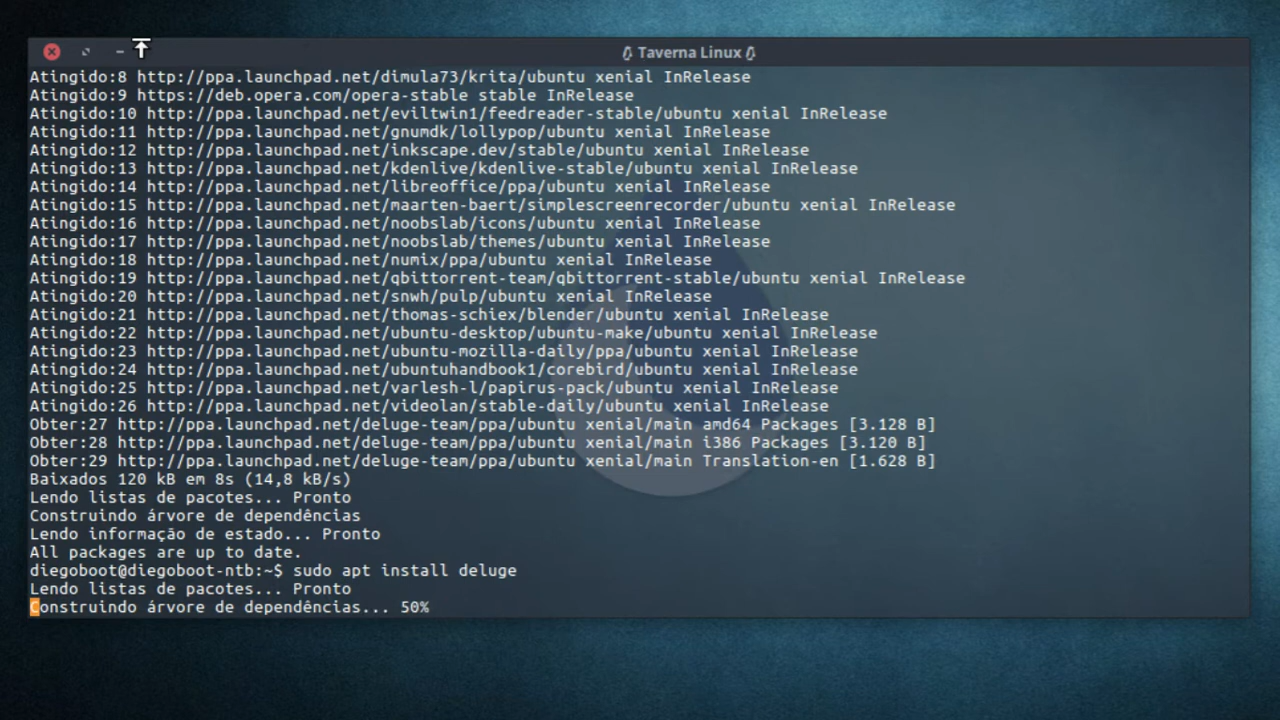 Taverna Linux
Atingido:8 http://ppa.launchpad.net/dimula73/krita/ubuntu xenial InRelease
Atingido:9 https://deb.opera.com/opera-stable stable InRelease
Atingido:10 http://ppa.launchpad.net/eviltwin1/feedreader-stable/ubuntu xenial InRelease
Atingido:11 http://ppa.launchpad.net/gnumdk/lollypop/ubuntu xenial InRelease
Atingido:12 http://ppa.launchpad.net/inkscape.dev/stable/ubuntu xenial InRelease
Atingido:13 http://ppa.launchpad.net/kdenlive/kdenlive-stable/ubuntu xenial InRelease
Atingido:14 http://ppa.launchpad.net/libreoffice/ppa/ubuntu xenial InRelease
Atingido:15 http://ppa.launchpad.net/maarten-baert/simplescreenrecorder/ubuntu xenial InRelease
Atingido:16 http://ppa.launchpad.net/noobslab/icons/ubuntu xenial InRelease
Atingido:17 http://ppa.launchpad.net/noobslab/themes/ubuntu xenial InRelease
Atingido:18 http://ppa.launchpad.net/numix/ppa/ubuntu xenial InRelease
Atingido:19 http://ppa.launchpad.net/qbittorrent-team/qbittorrent-stable/ubuntu xenial InRelease
Atingido:20 http://ppa.launchpad.net/snwh/pulp/ubuntu xenial InRelease
Atingido:21 http://ppa.launchpad.net/thomas-schiex/blender/ubuntu xenial InRelease
Atingido:22 http://ppa.launchpad.net/ubuntu-desktop/ubuntu-make/ubuntu xenial InRelease
Atingido:23 http://ppa.launchpad.net/ubuntu-mozilla-daily/ppa/ubuntu xenial InRelease
Atingido:24 http://ppa.launchpad.net/ubuntuhandbook1/corebird/ubuntu xenial InRelease
Atingido:25 http://ppa.launchpad.net/varlesh-l/papirus-pack/ubuntu xenial InRelease
Atingido:26 http://ppa.launchpad.net/videolan/stable-daily/ubuntu xenial InRelease
Obter:27 http://ppa.launchpad.net/deluge-team/ppa/ubuntu xenial/main amd64 Packages [3.128 B]
Obter:28 http://ppa.launchpad.net/deluge-team/ppa/ubuntu xenial/main i386 Packages [3.120 B]
Obter:29 http://ppa.launchpad.net/deluge-team/ppa/ubuntu xenial/main Translation-en [1.628 B]
Baixados 120 kB em 8s (14,8 kB/s)
Lendo listas de pacotes... Pronto
Construindo árvore de dependências
Lendo informação de estado... Pronto
All packages are up to date.
diegoboot@diegoboot-ntb:~$ sudo apt install deluge
Lendo listas de pacotes... Pronto
Construindo árvore de dependências... 50%